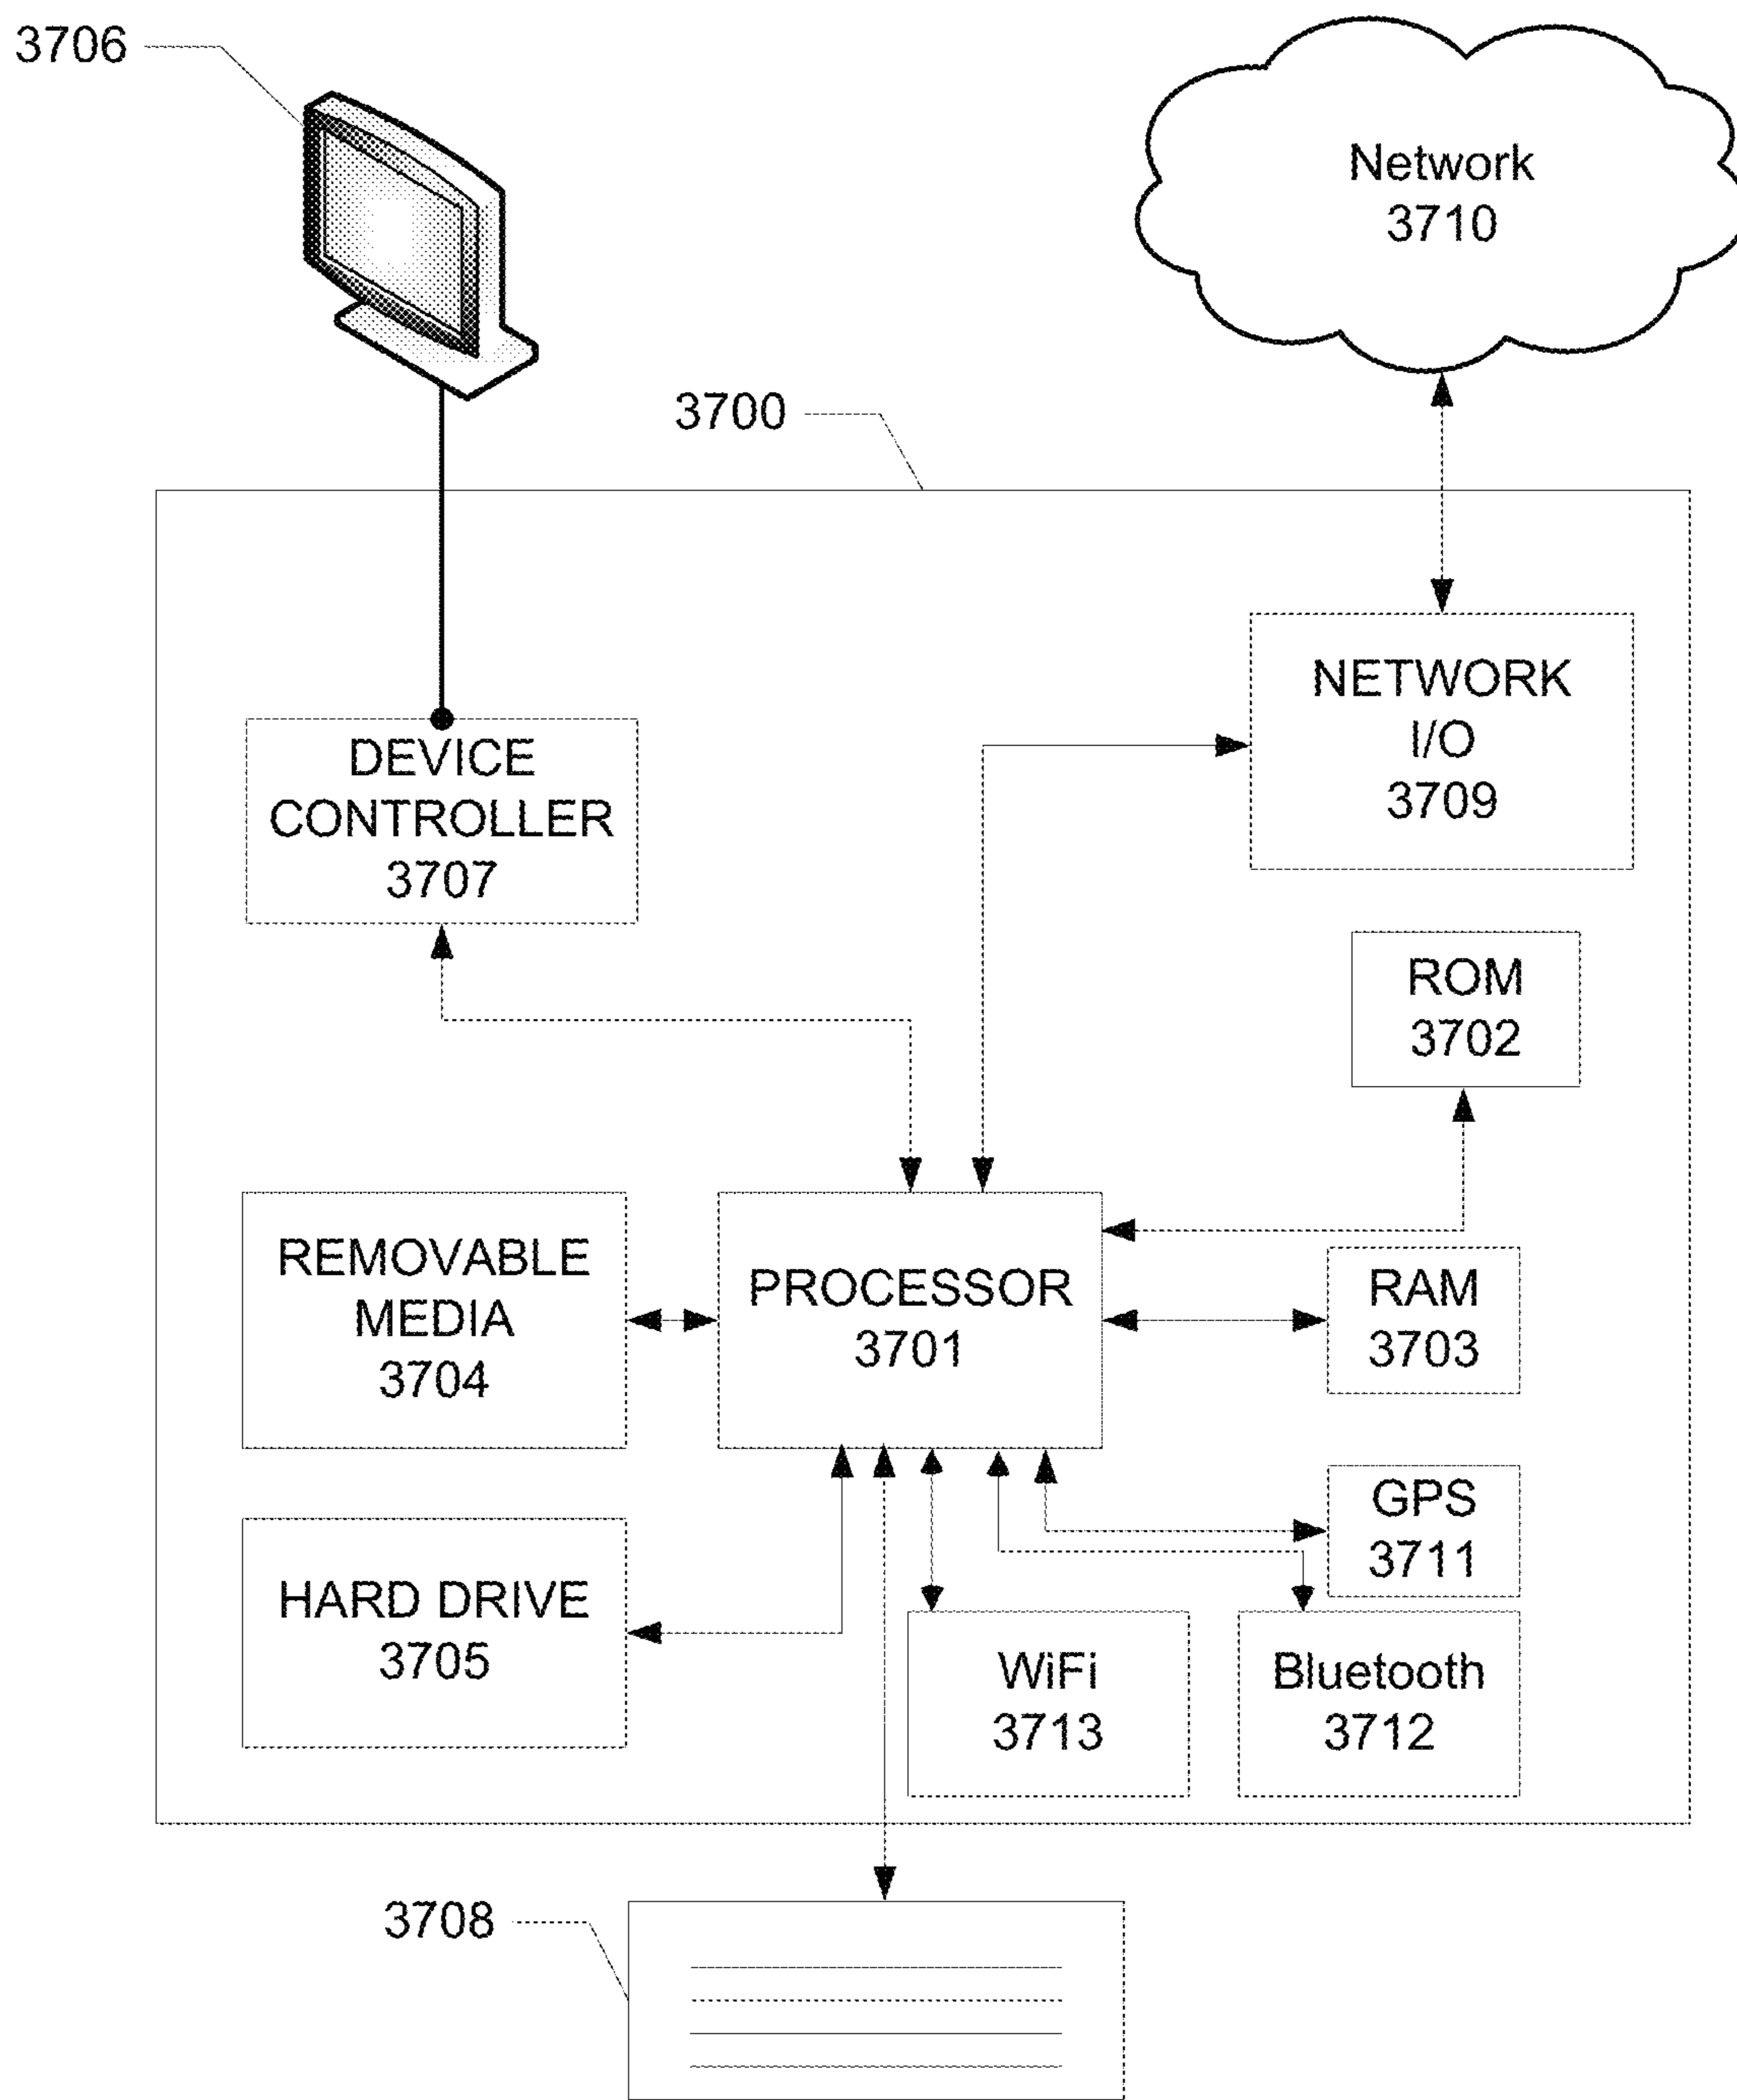 3706
Network
3710
3700
NETWORK
I/O
3709
DEVICE
CONTROLLER
3707
ROM
3702
REMOVABLE
MEDIA
3704
PROCESSOR
3701
RAM
3703
GPS
3711
HARD DRIVE
3705
WiFi
3713
Bluetooth
3712
3708